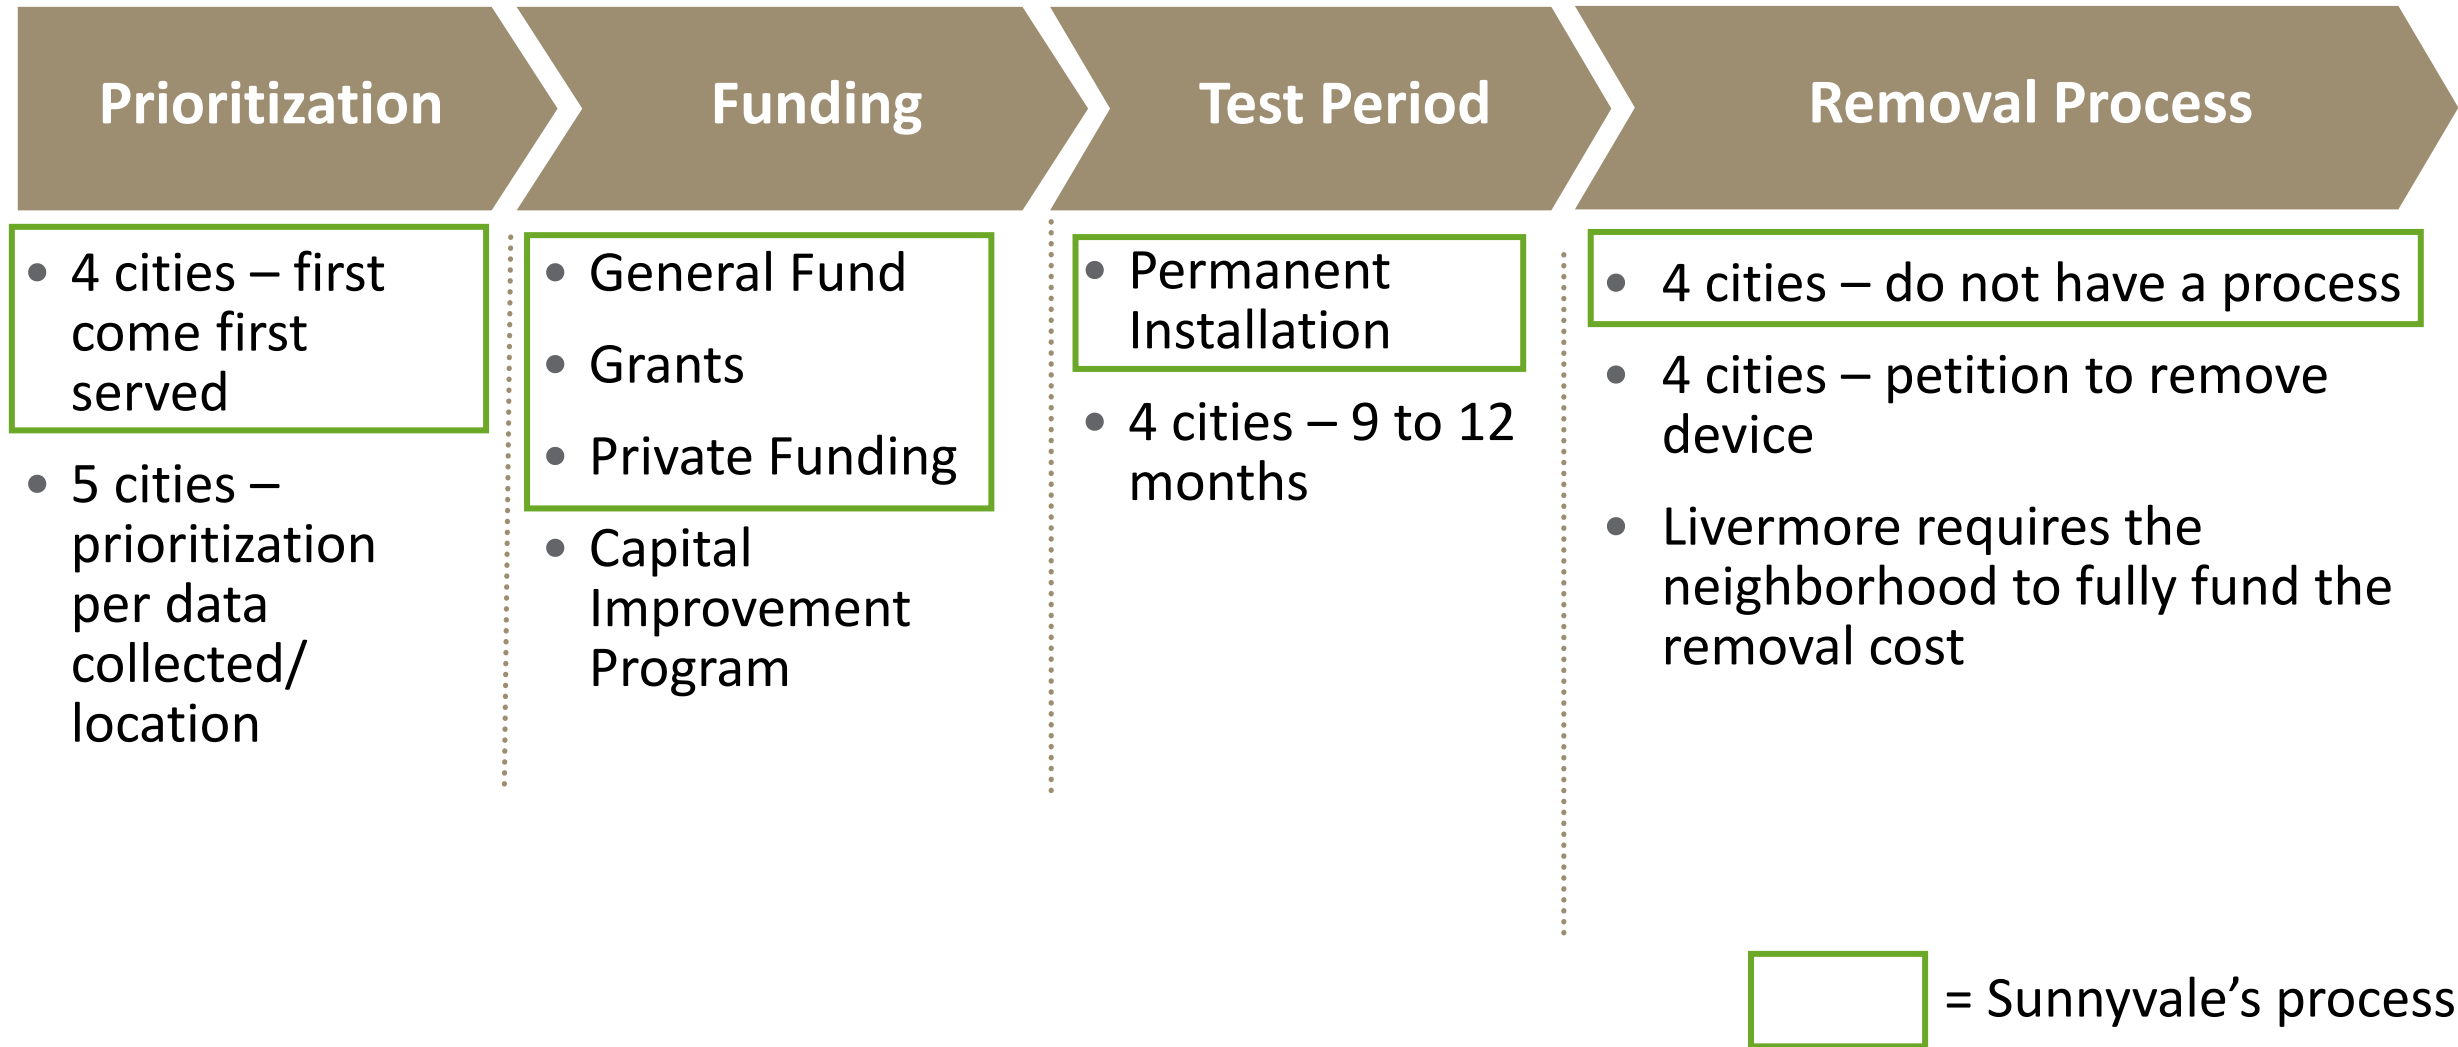 Prioritization
Funding
Test Period
Removal Process
• 4 cities – first
come first
served
• 5 cities –
prioritization
per data
collected/
location
• General Fund
• Grants
• Private Funding
• Capital
Improvement
Program
• Permanent
Installation
• 4 cities – 9 to 12
months
• 4 cities – do not have a process
• 4 cities – petition to remove
device
• Livermore requires the
neighborhood to fully fund the
removal cost
= Sunnyvale’s process